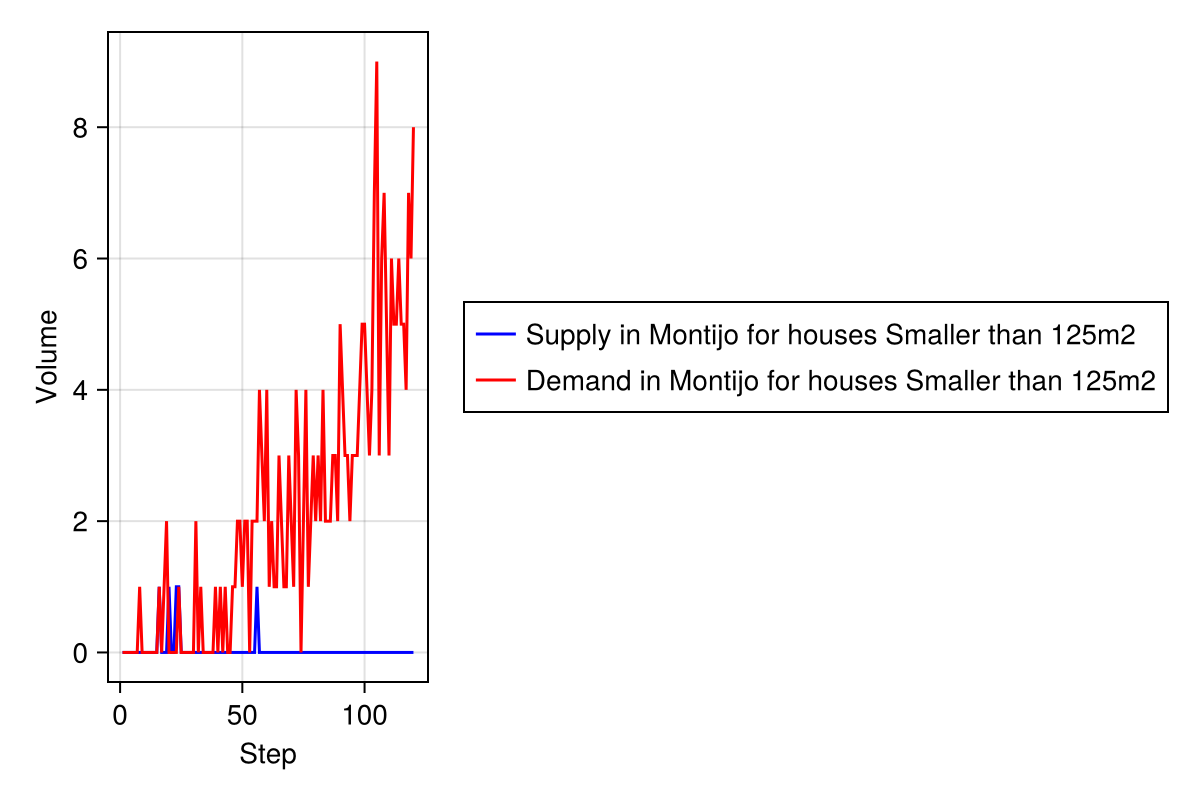 8
6
4
2
0
Volume
0 50 100
Step
Supply in Montijo for houses Smaller than 125m2
Demand in Montijo for houses Smaller than 125m2